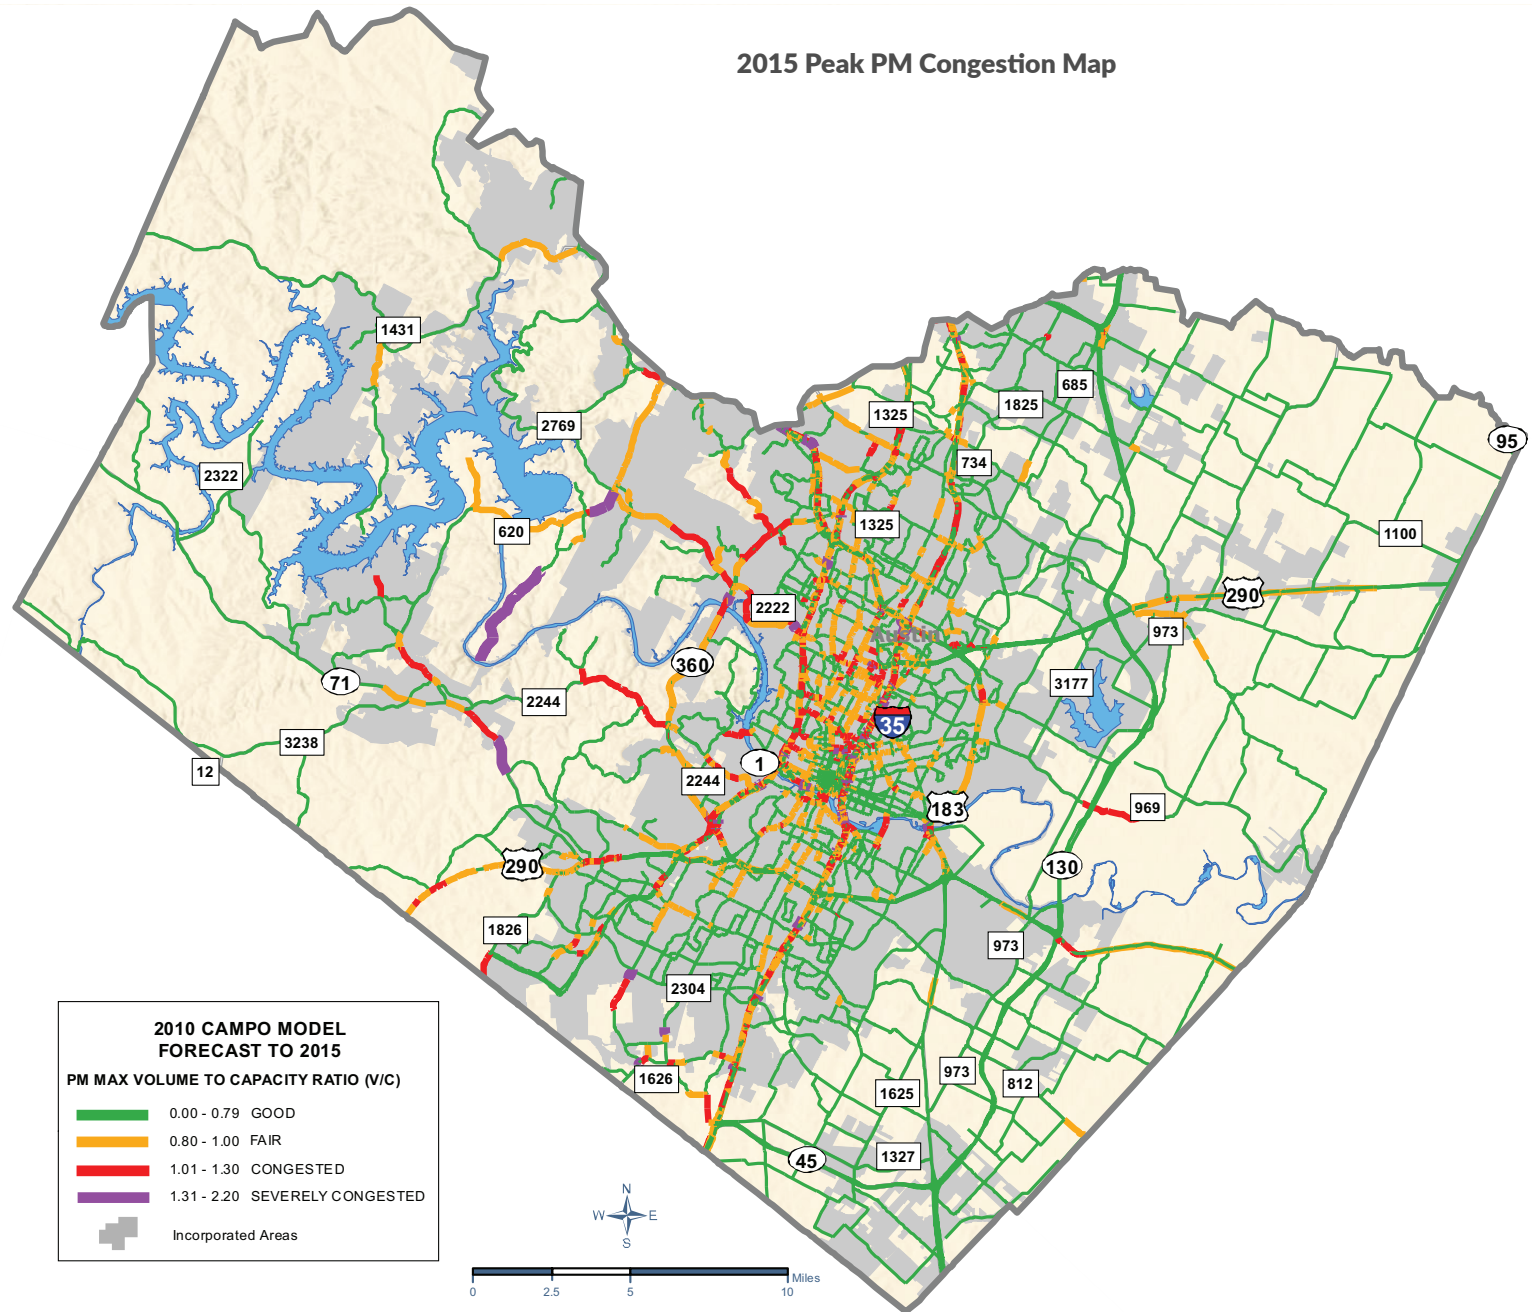 2015 Peak PM Congestion Map
1431
685
1825
1325
2769
95
734
2322
1325
620
1100
290
2222
973
Austin
360
71
3177
2244
35
3238
1
12
2244
183
969
290
130
1826
973
2304
973
812
1626
1625
45
1327
2010 CAMPO MODEL
FORECAST TO 2015
PM MAX VOLUME TO CAPACITY RATIO (V/C)
0.00 - 0.79 GOOD
0.80 - 1.00 FAIR
1.01 - 1.30 CONGESTED
1.31 - 2.20 SEVERELY CONGESTED
Incorporated Areas
N
W E
S
Miles
0 2.5 5 10